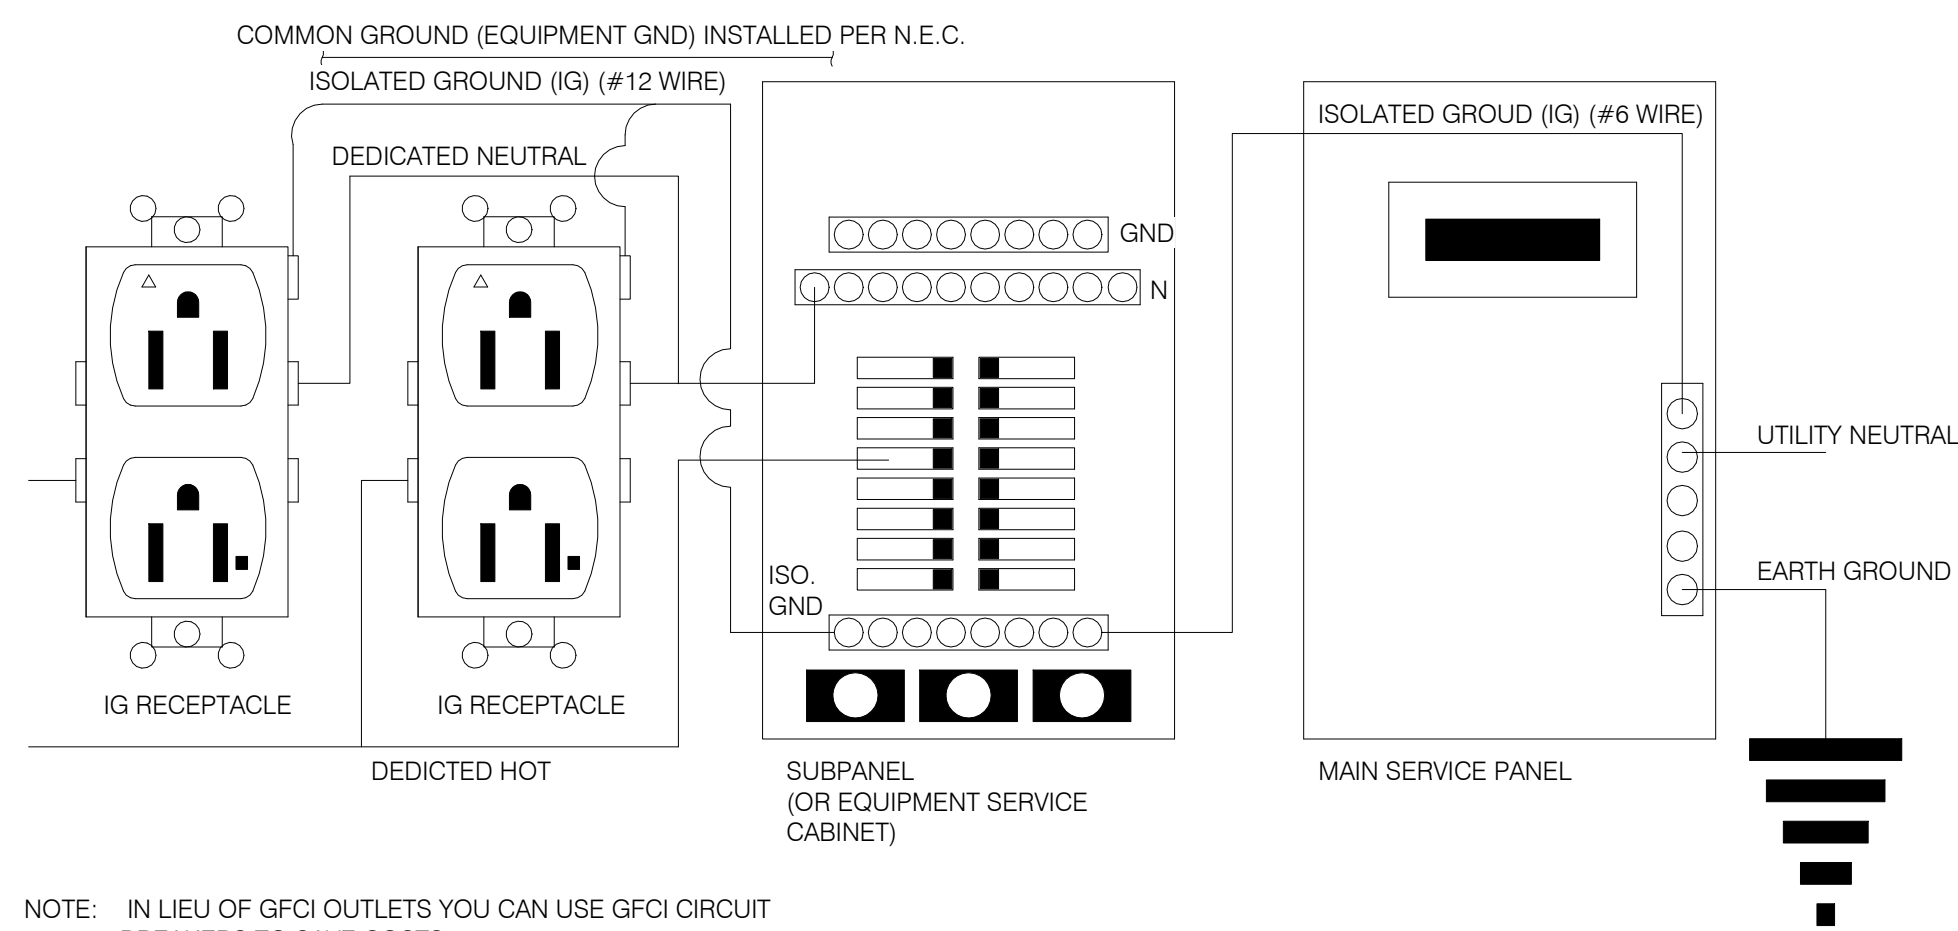 COMMON GROUND (EQUIPMENT GND) INSTALLED PER N.E.C.
ISOLATED GROUND (IG) (#12 WIRE)
ISOLATED GROUD (IG) (#6 WIRE)
DEDICATED NEUTRAL
GND
N
UTILITY NEUTRAL
ISO.
GND
EARTH GROUND
IG RECEPTACLE
IG RECEPTACLE
DEDICTED HOT
SUBPANEL
(OR EQUIPMENT SERVICE
CABINET)
MAIN SERVICE PANEL
NOTE: IN LIEU OF GFCI OUTLETS YOU CAN USE GFCI CIRCUIT